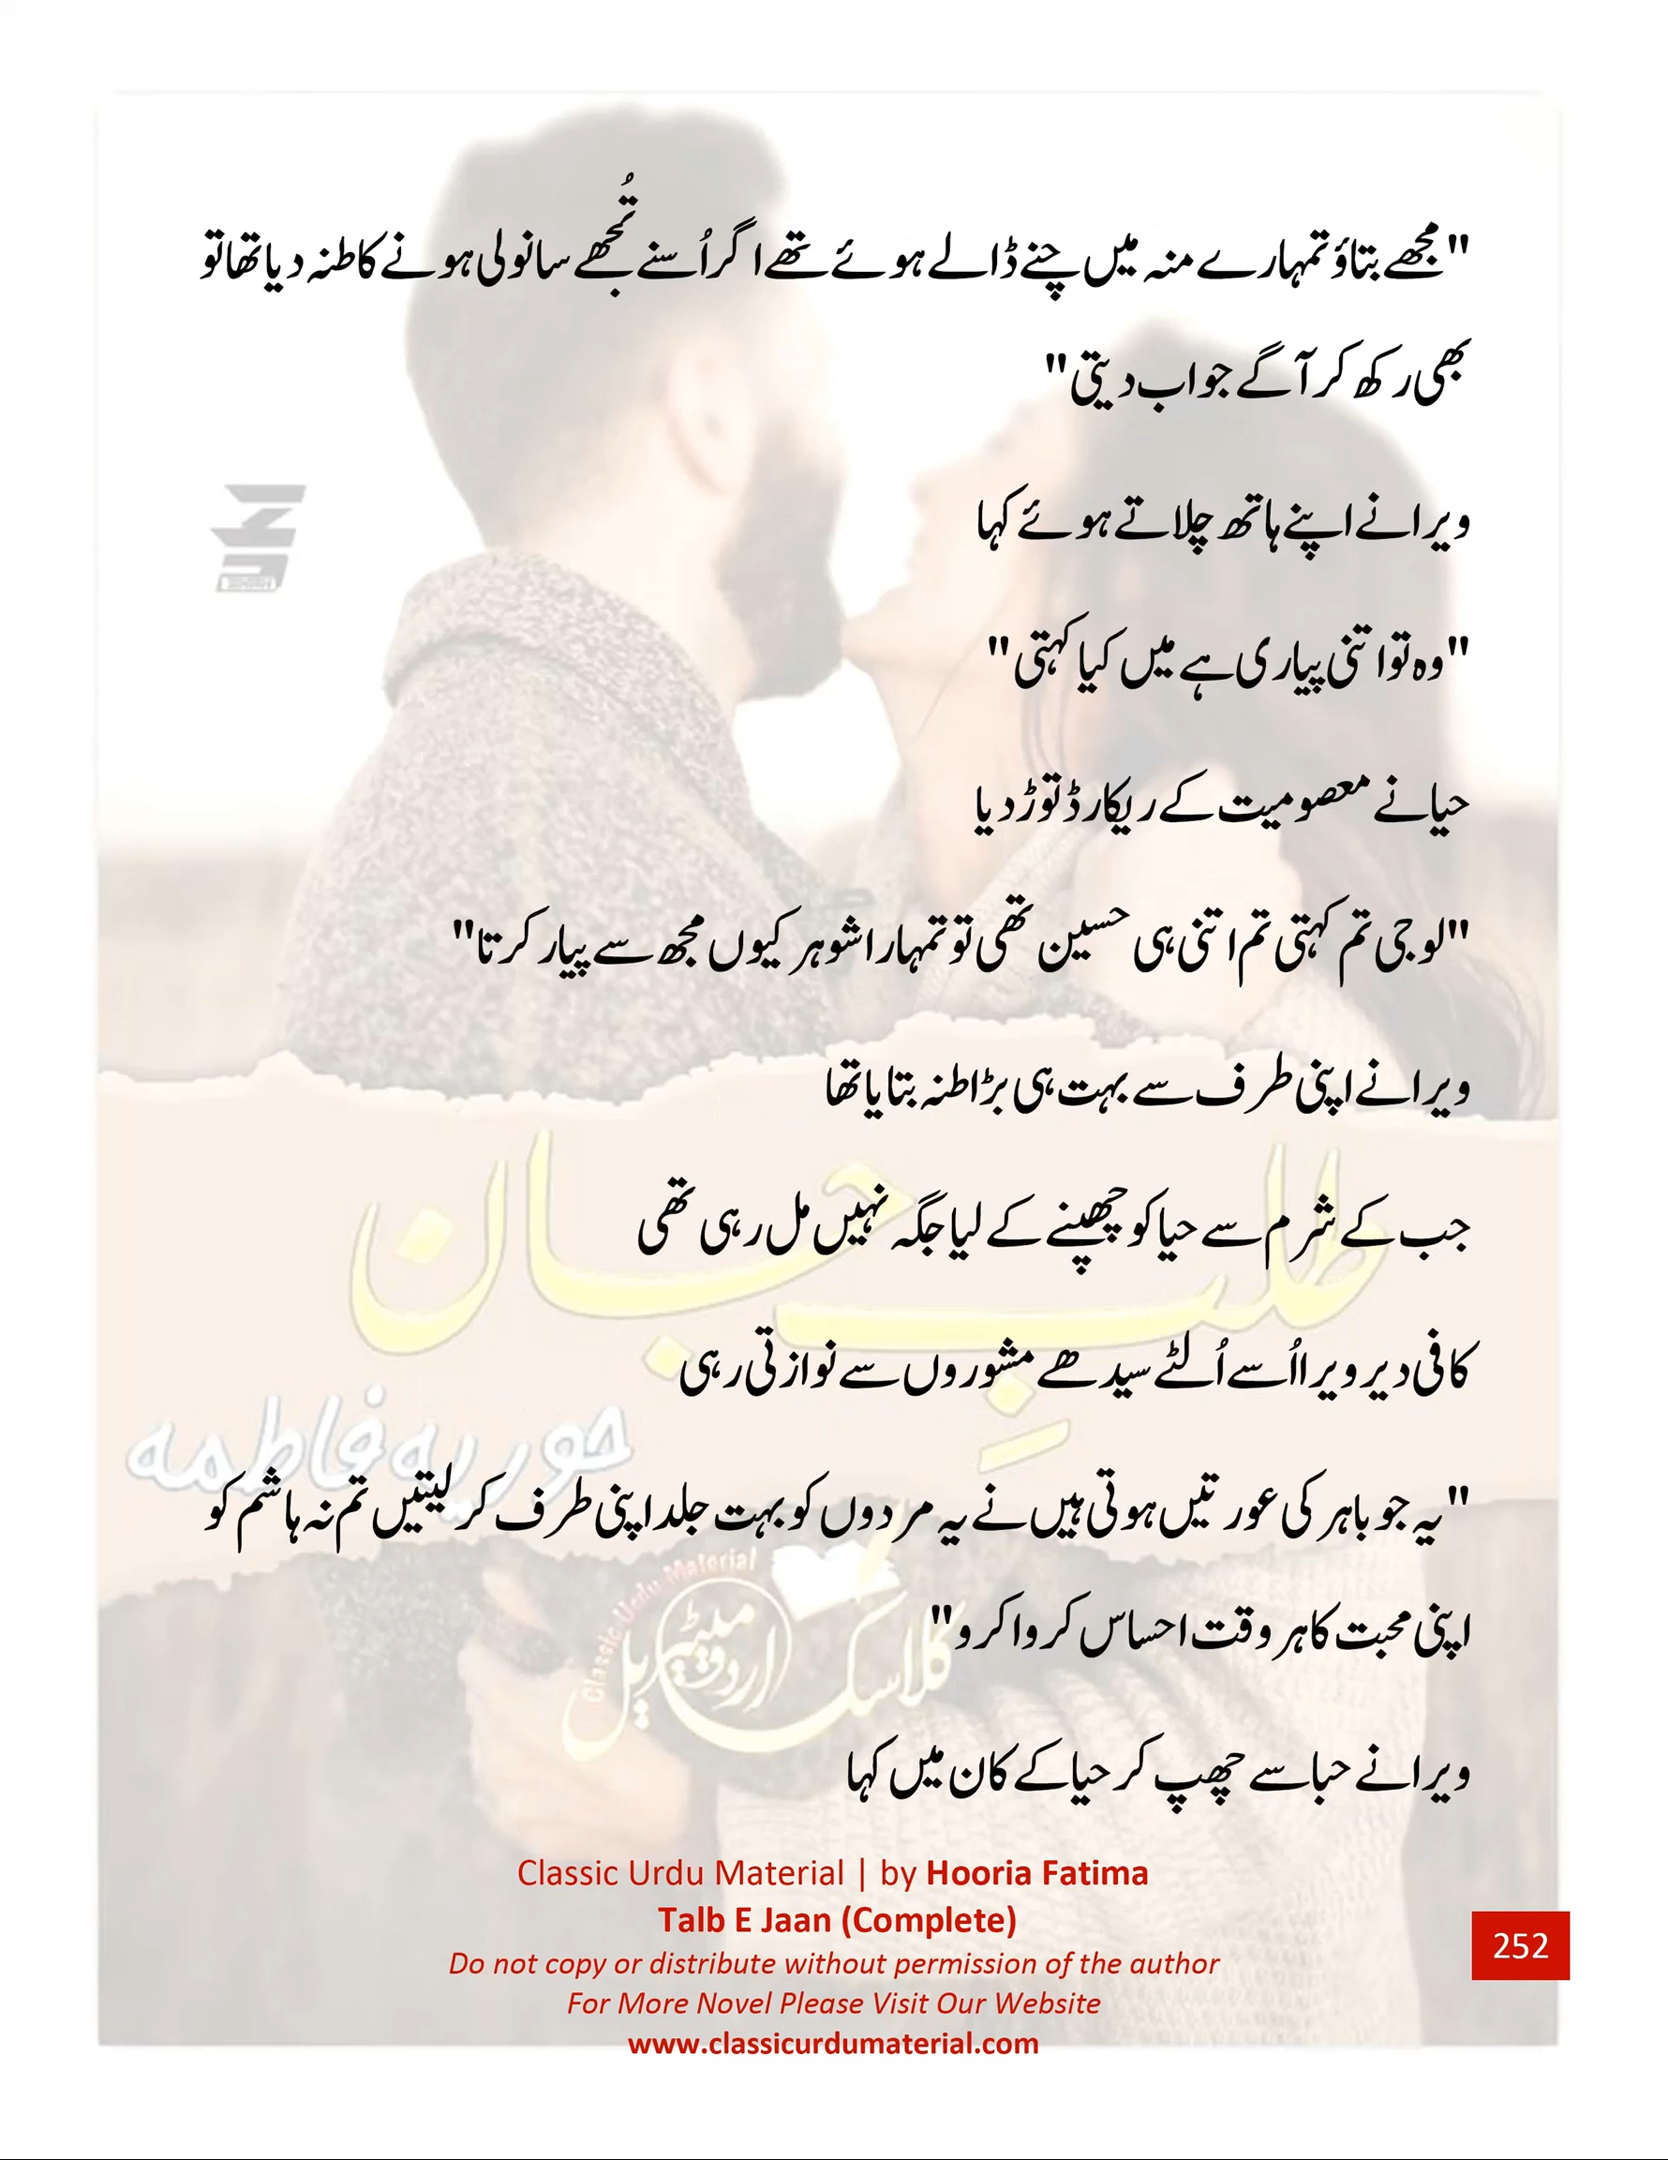 "مجھے بتاؤ تمہارے منہ میں چنے ڈالے ہوئے تھے اگر اُسنے تُمجھے سانولی ہونے کا طنہ دیا تھا تو
بھی رکھ کر آگے جواب دیتی"
ویرا نے اپنے ہاتھ چلاتے ہوئے کہا
"وہ تو اتنی پیاری ہے میں کیا کہتی"
حیا نے معصومیت کے ریکارڈ توڑ دیا
"لو جی تم کہتی تم اتنی ہی حسین تھی تو تمہارا شوہر کیوں مجھ سے پیار کرتا"
ویرا نے اپنی طرف سے بہت ہی بڑا طنہ بتایا تھا
جب کے شرم سے حیا کو چھپنے کے لیا جگہ نہیں مل رہی تھی
کافی دیر ویرا اُسے اُلٹے سیدھے مشوروں سے نوازتی رہی
"یہ جو باہر کی عورتیں ہوتی ہیں نے یہ مردوں کو بہت جلد اپنی طرف کر لیتیں تم نہ ہاشم کو
اپنی محبت کا ہر وقت احساس کروا کرو"
ویرا نے حبا سے چھپ کر حیا کے کان میں کہا
طلبِ جان
حوریہ فاطمہ
Classic Urdu Material
کلاسک اردو میٹیریل
Classic Urdu Material | by Hooria Fatima
Talb E Jaan (Complete)
Do not copy or distribute without permission of the author
For More Novel Please Visit Our Website
www.classicurdumaterial.com
252